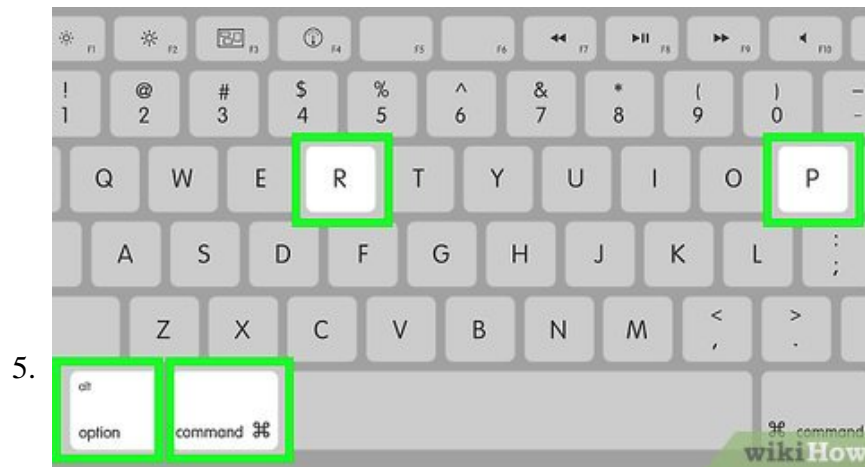 F1 F2 F3 F4 F5 F6 F7 F8 F9 F10
! @ # $ % ^ & * ( ) –
1 2 3 4 5 6 7 8 9 0 -
Q W E R T Y U I O P
A S D F G H J K L :
;
Z X C V B N M < >
, .
5.
alt
option command ⌘ ⌘ command
wikiHow